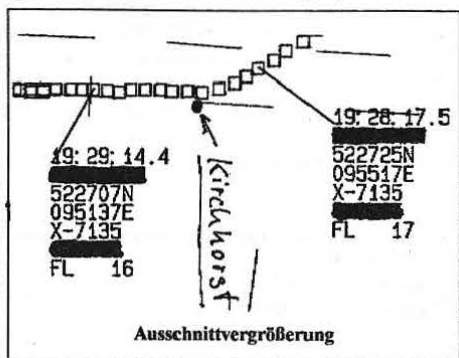 19:28:17.5
522725N
095517E
X-7135
FL 17
19:29:14.4
522707N
095137E
X-7135
FL 16
Kirchhorst
Ausschnittvergrößerung